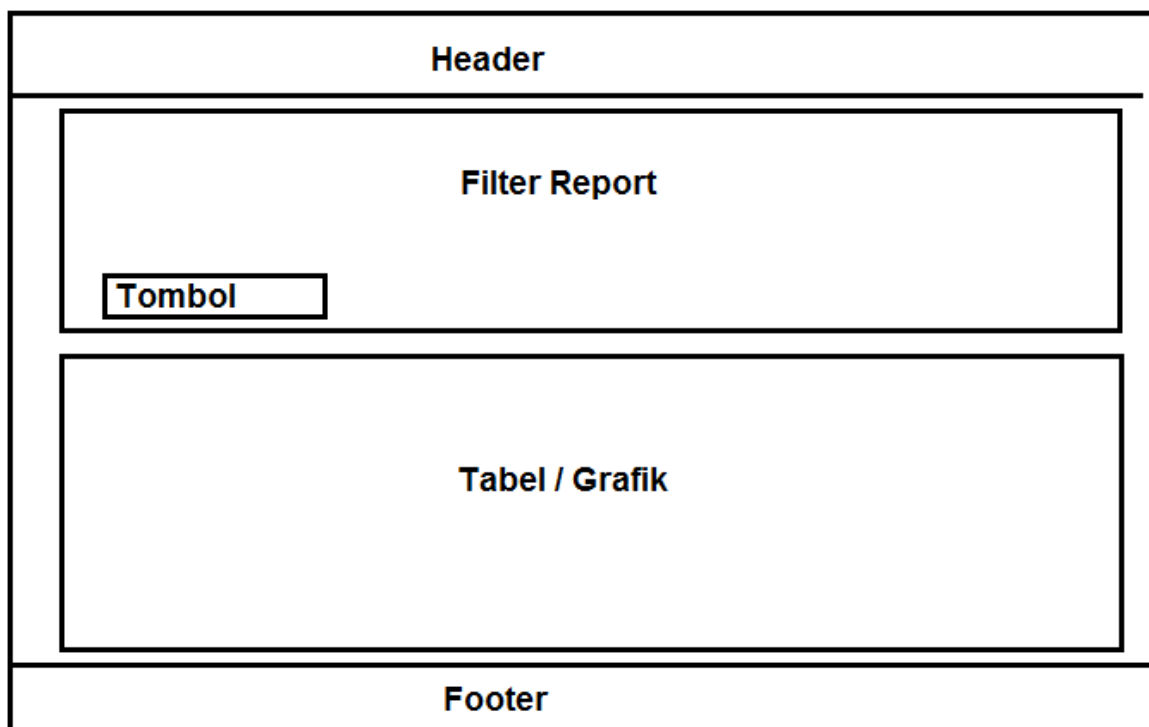 Header
Filter Report
Tombol
Tabel / Grafik
Footer